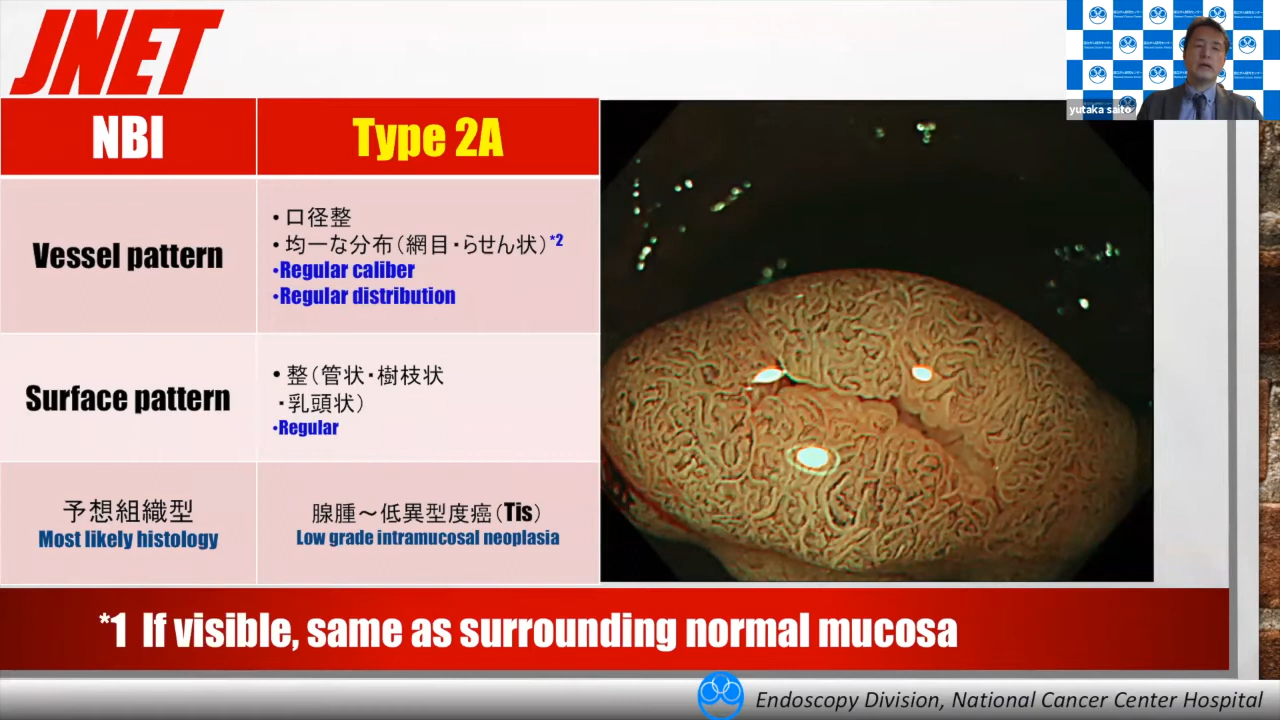 JNET
NBI
Type 2A
Vessel pattern
• 口径整
• 均一な分布（網目・らせん状）*2
•Regular caliber
•Regular distribution
Surface pattern
• 整（管状・樹枝状
・乳頭状）
•Regular
予想組織型
Most likely histology
腺腫～低異型度癌（Tis）
Low grade intramucosal neoplasia
*1 If visible, same as surrounding normal mucosa
Endoscopy Division, National Cancer Center Hospital
yutaka saito